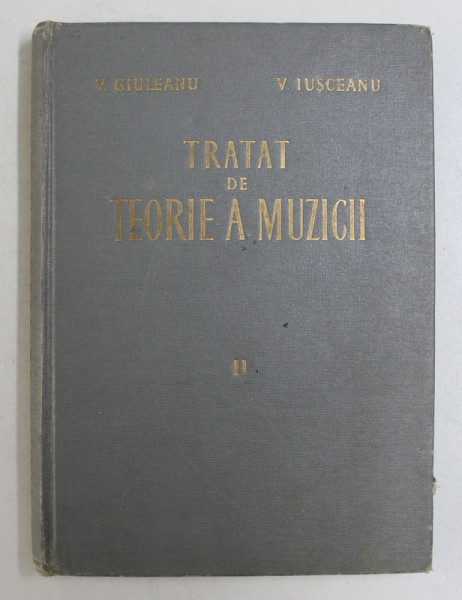 V. GIULEANU V. IUȘCEANU
TRATAT
DE
TEORIE A MUZICII
II